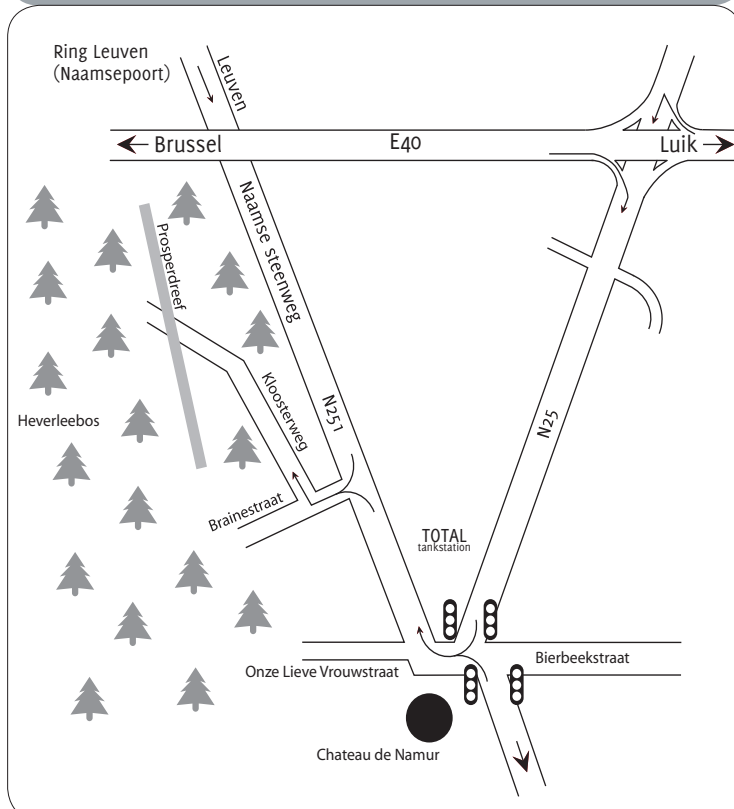 Ring Leuven
(Naamsepoort)
Leuven
Brussel
E40
Luik
Naamse steenweg
Prosperdreef
Kloosterweg
N251
N25
Heverleebos
Brainestraat
TOTAL
tankstation
Bierbeekstraat
Onze Lieve Vrouwstraat
Chateau de Namur